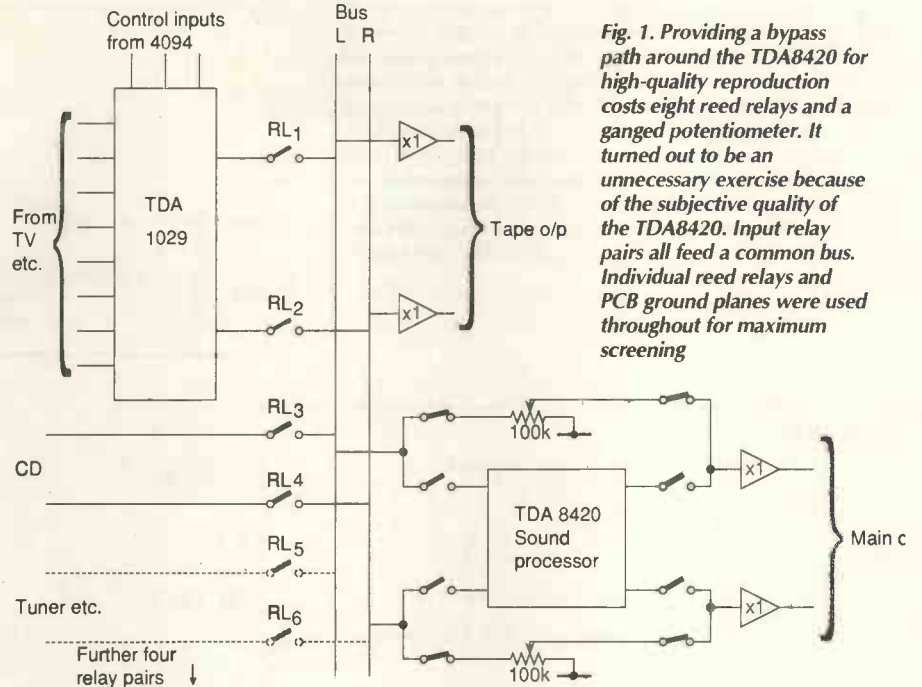 Control inputs
from 4094
Bus
L R
Fig. 1. Providing a bypass
path around the TDA8420 for
high-quality reproduction
costs eight reed relays and a
ganged potentiometer. It
turned out to be an
unnecessary exercise because
of the subjective quality of
the TDA8420. Input relay
pairs all feed a common bus.
Individual reed relays and
PCB ground planes were used
throughout for maximum
screening
From
TV
etc.
TDA
1029
RL1
x1
Tape o/p
RL2
x1
RL3
100k
CD
RL4
TDA 8420
Sound
processor
x1
Main
RL5
Tuner etc.
RL6
x1
Further four
relay pairs ↓
100k